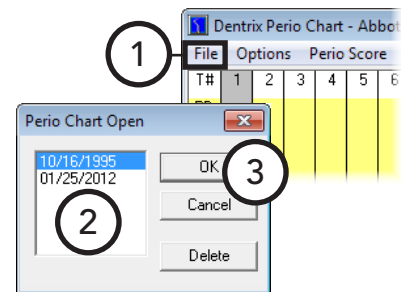 Dentrix Perio Chart - Abbot
1
File Options Perio Score
T# 1 2 3 4 5 6
Perio Chart Open
10/16/1995
01/25/2012
OK
3
2
Cancel
Delete